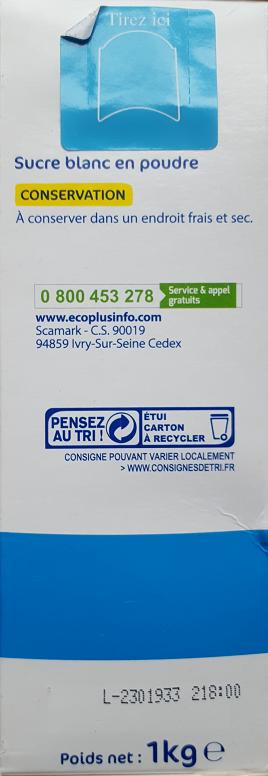 Tirez ici
Sucre blanc en poudre
CONSERVATION
À conserver dans un endroit frais et sec.
0 800 453 278 Service & appel
gratuits
www.ecoplusinfo.com
Scamark - C.S. 90019
94859 Ivry-Sur-Seine Cedex
PENSEZ
AU TRI !
ÉTUI
CARTON
À RECYCLER
CONSIGNE POUVANT VARIER LOCALEMENT
> WWW.CONSIGNESDETRI.FR
L-2301933 218:00
Poids net : 1kg e